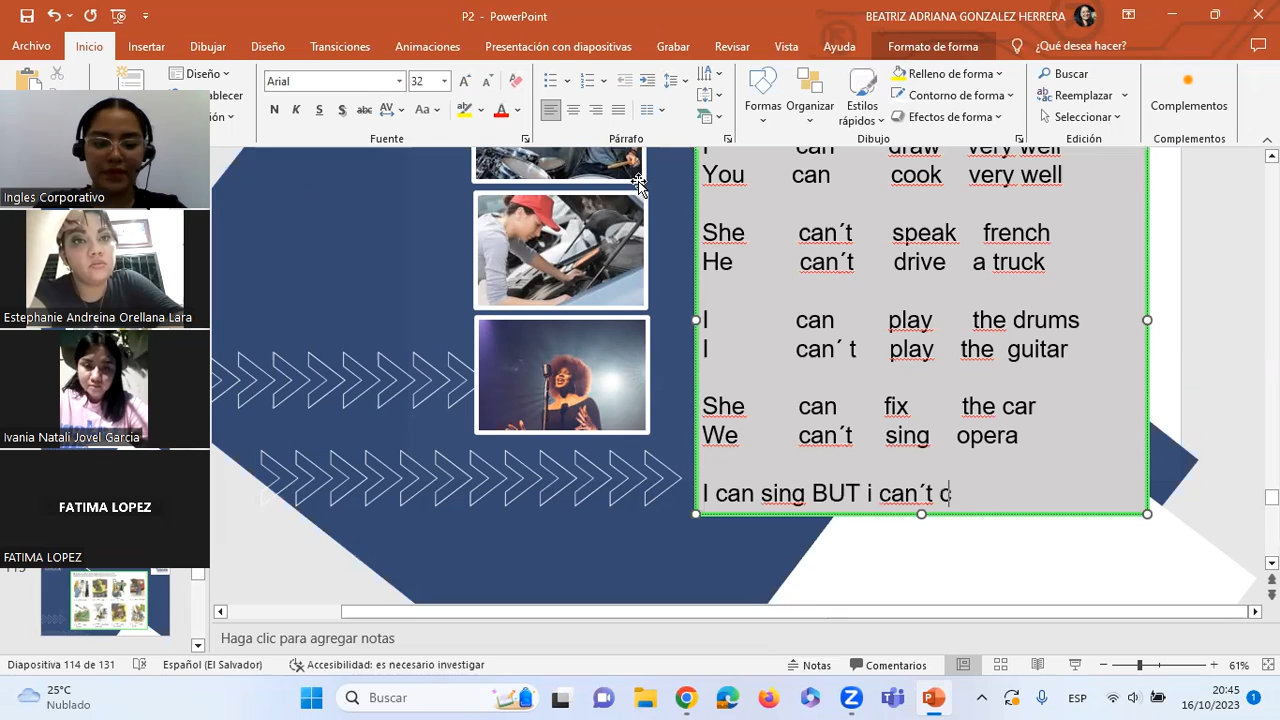 P2 - PowerPoint
BEATRIZ ADRIANA GONZALEZ HERRERA
Archivo Inicio Insertar Dibujar Diseño Transiciones Animaciones Presentación con diapositivas Grabar Revisar Vista Ayuda Formato de forma ¿Qué desea hacer?
Diseño
Arial 32
Formas Organizar Estilos rápidos
Relleno de forma
Contorno de forma
Efectos de forma
Buscar
Reemplazar
Seleccionar
Complementos
Fuente Párrafo Dibujo Edición Complementos
Ingles Corporativo
Estephanie Andreina Orellana Lara
Ivania Natali Jovel Garcia
FATIMA LOPEZ
FATIMA LOPEZ
I can draw very well
You can cook very well
She can´t speak french
He can´t drive a truck
I can play the drums
I can´ t play the guitar
She can fix the car
We can´t sing opera
I can sing BUT i can´t c
Haga clic para agregar notas
Diapositiva 114 de 131 Español (El Salvador) Accesibilidad: es necesario investigar Notas Comentarios 61%
25°C
Nublado
Buscar
ESP
20:45
16/10/2023